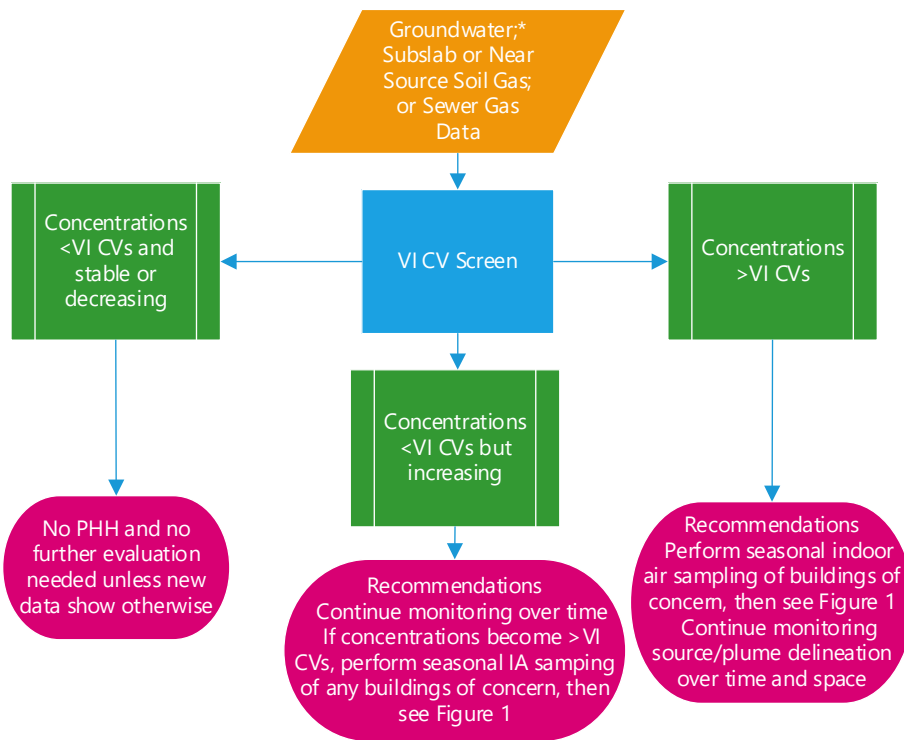 Groundwater;*
Subslab or Near
Source Soil Gas;
or Sewer Gas
Data
Concentrations
<VI CVs and
stable or
decreasing
VI CV Screen
Concentrations
>VI CVs
Concentrations
<VI CVs but
increasing
No PHH and no
further evaluation
needed unless new
data show otherwise
Recommendations
Continue monitoring over time
If concentrations become >VI
CVs, perform seasonal IA samping
of any buildings of concern, then
see Figure 1
Recommendations
Perform seasonal indoor
air sampling of buildings of
concern, then see Figure 1
Continue monitoring
source/plume delineation
over time and space